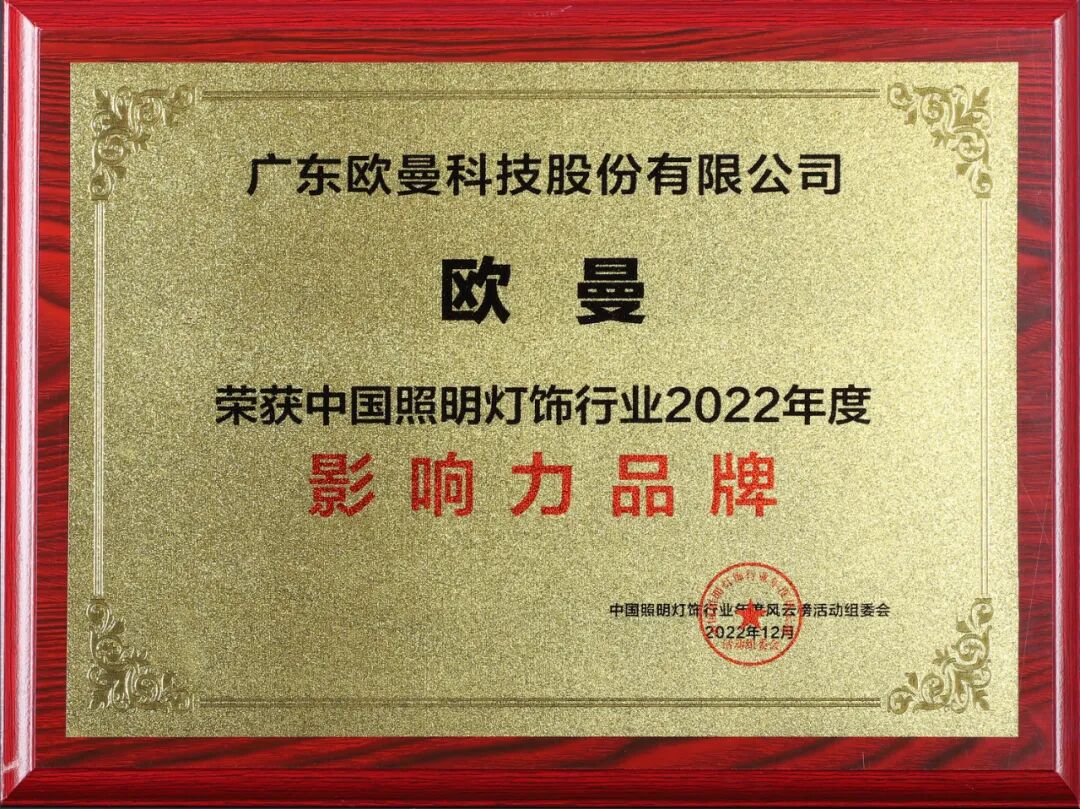 广东欧曼科技股份有限公司
欧曼
荣获中国照明灯饰行业2022年度
影响力品牌
中国照明灯饰行业年度风云榜活动组委会
2022年12月